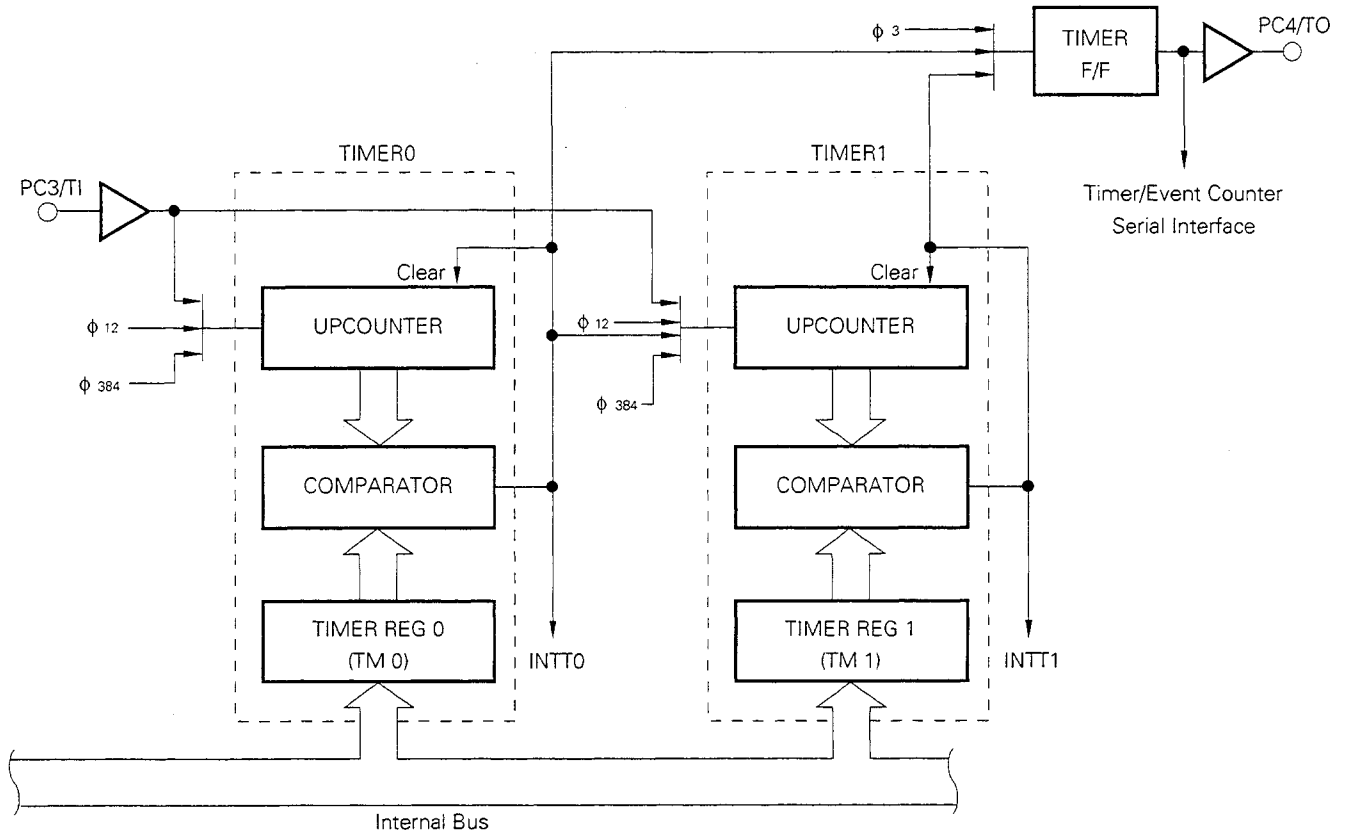 PC4/TO
ϕ 3
TIMER
F/F
TIMER0
TIMER1
PC3/TI
Timer/Event Counter
Serial Interface
Clear
Clear
ϕ 12
UPCOUNTER
ϕ 12
UPCOUNTER
ϕ 384
ϕ 384
COMPARATOR
COMPARATOR
TIMER REG 0
(TM 0)
TIMER REG 1
(TM 1)
INTT0
INTT1
Internal Bus